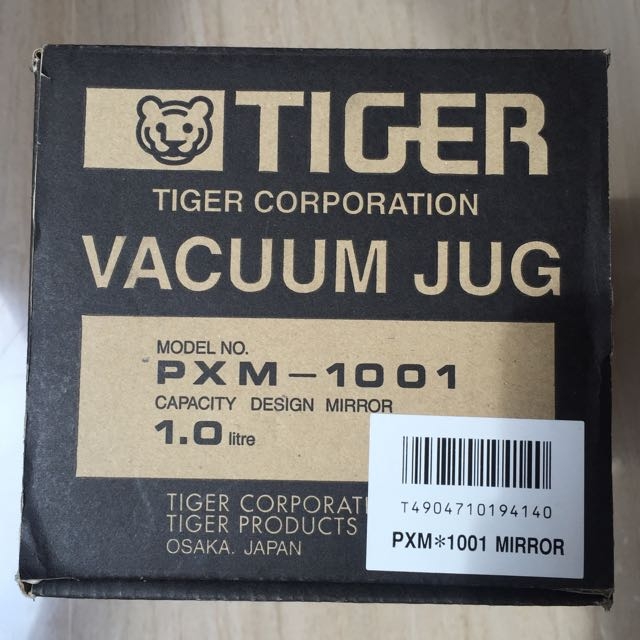 TIGER
TIGER CORPORATION
VACUUM JUG
MODEL NO.
PXM-1001
CAPACITY DESIGN MIRROR
1.0 litre
T4904710194140
PXM*1001 MIRROR
TIGER
TIGER PRODUCTS
OSAKA. JAPAN